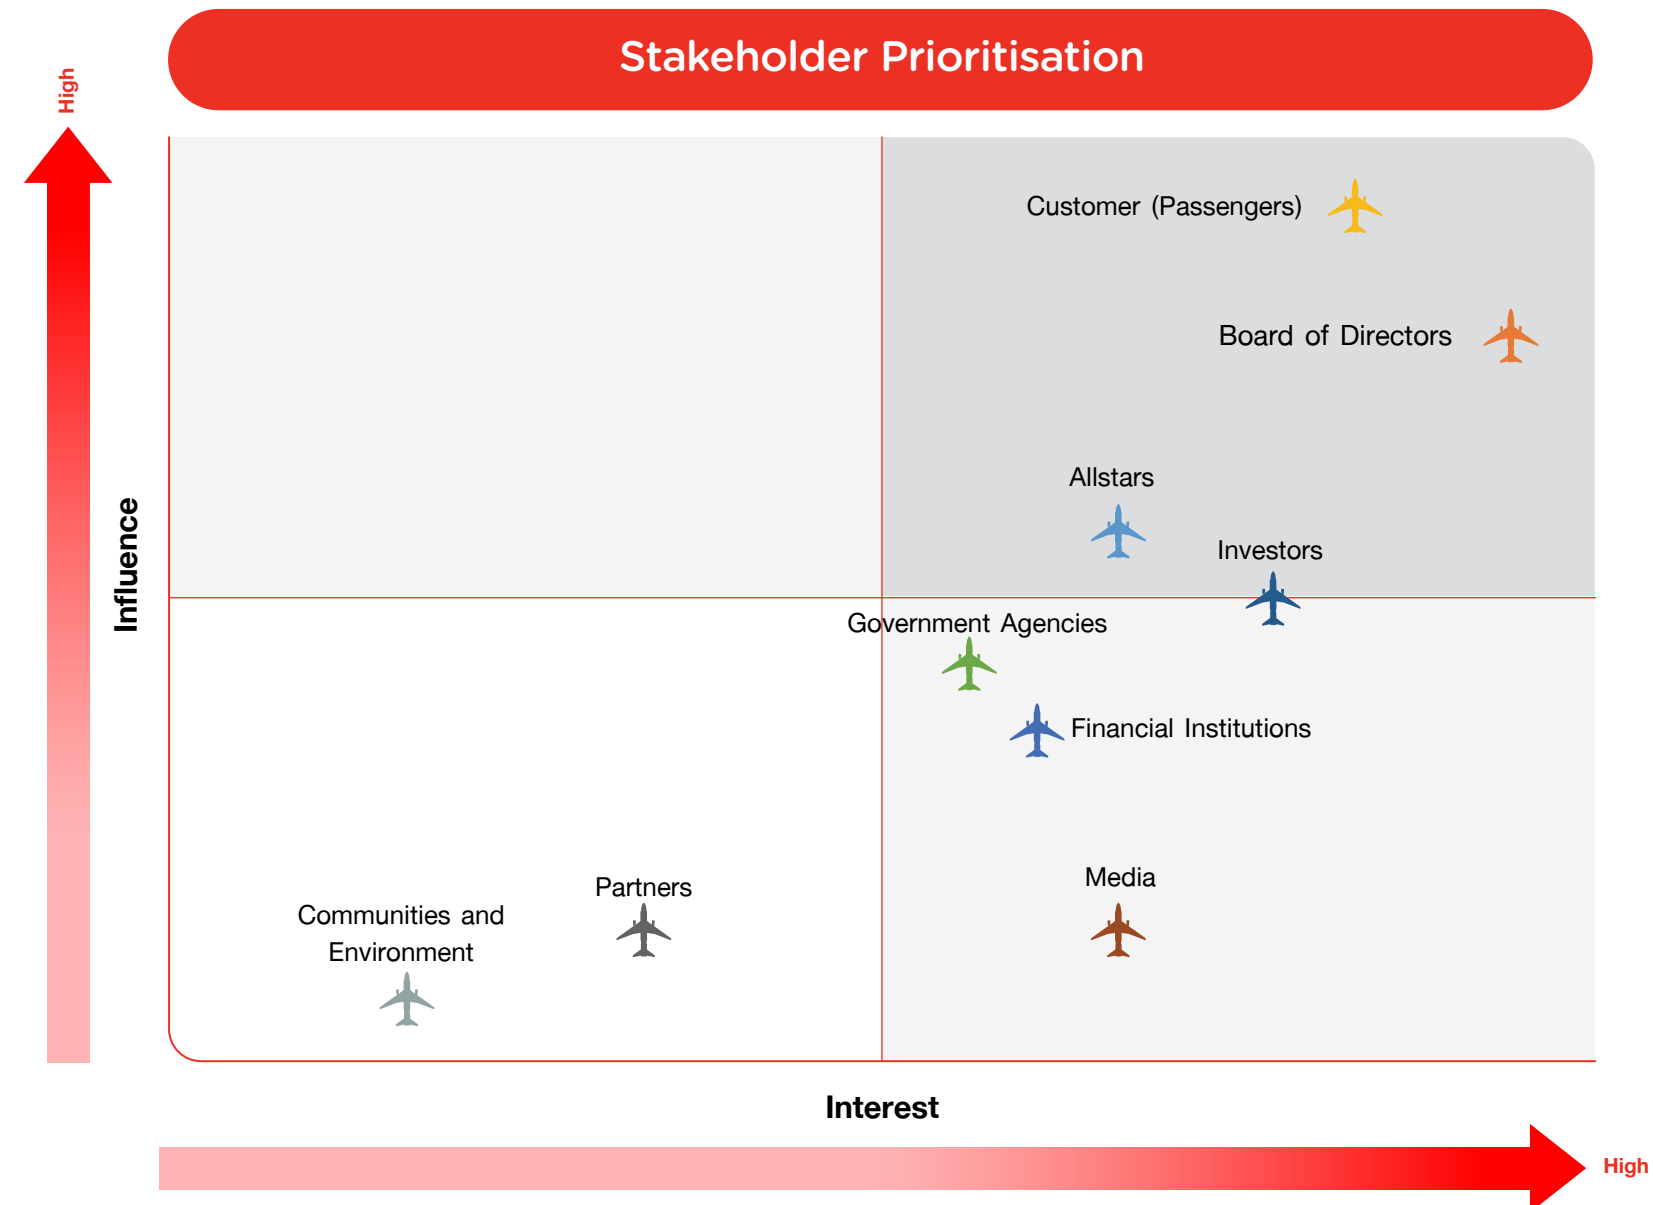 Stakeholder Prioritisation
High
Customer (Passengers)
Board of Directors
Allstars
Investors
Influence
Government Agencies
Financial Institutions
Media
Partners
Communities and
Environment
Interest
High